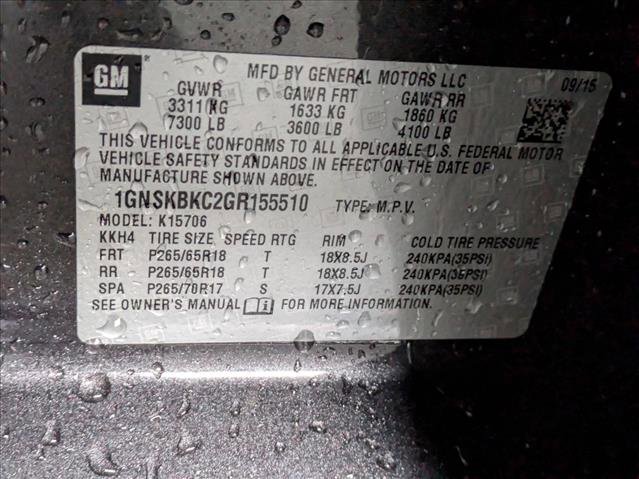 GM
®
MFD BY GENERAL MOTORS LLC 09/15
GVWR GAWR FRT GAWR RR
3311 KG 1633 KG 1860 KG
7300 LB 3600 LB 4100 LB
THIS VEHICLE CONFORMS TO ALL APPLICABLE U.S. FEDERAL MOTOR
VEHICLE SAFETY STANDARDS IN EFFECT ON THE DATE OF
MANUFACTURE SHOWN ABOVE.
1GNSKBKC2GR155510 TYPE: M.P.V.
MODEL: K15706
KKH4 TIRE SIZE SPEED RTG RIM COLD TIRE PRESSURE
FRT P265/65R18 T 18X8.5J 240KPA(35PSI)
RR P265/65R18 T 18X8.5J 240KPA(35PSI)
SPA P265/70R17 S 17X7.5J 240KPA(35PSI)
SEE OWNER'S MANUAL i FOR MORE INFORMATION.